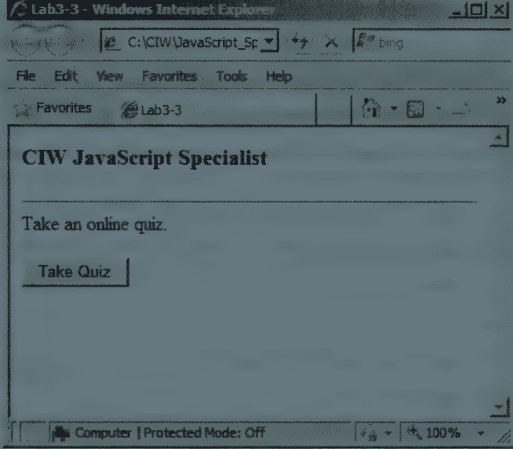 Lab3-3 - Windows Internet Explorer
C:\CIW\JavaScript_Sp
bing
File Edit View Favorites Tools Help
Favorites Lab3-3
»
CIW JavaScript Specialist
Take an online quiz.
Take Quiz
Computer | Protected Mode: Off 100%